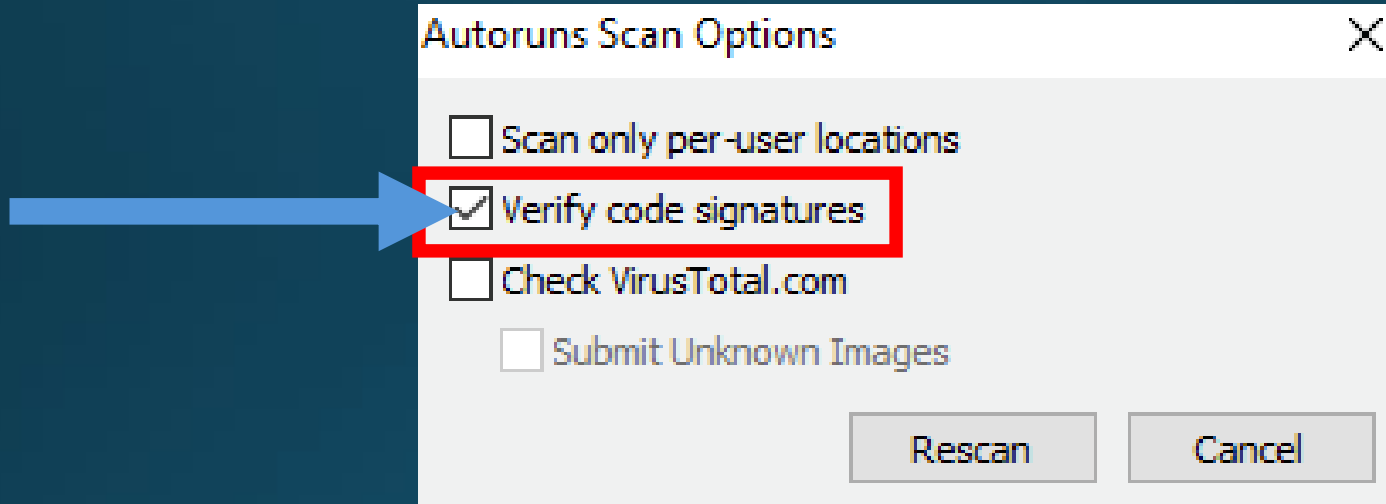 Autoruns Scan Options
Scan only per-user locations
Verify code signatures
Check VirusTotal.com
Submit Unknown Images
Rescan Cancel